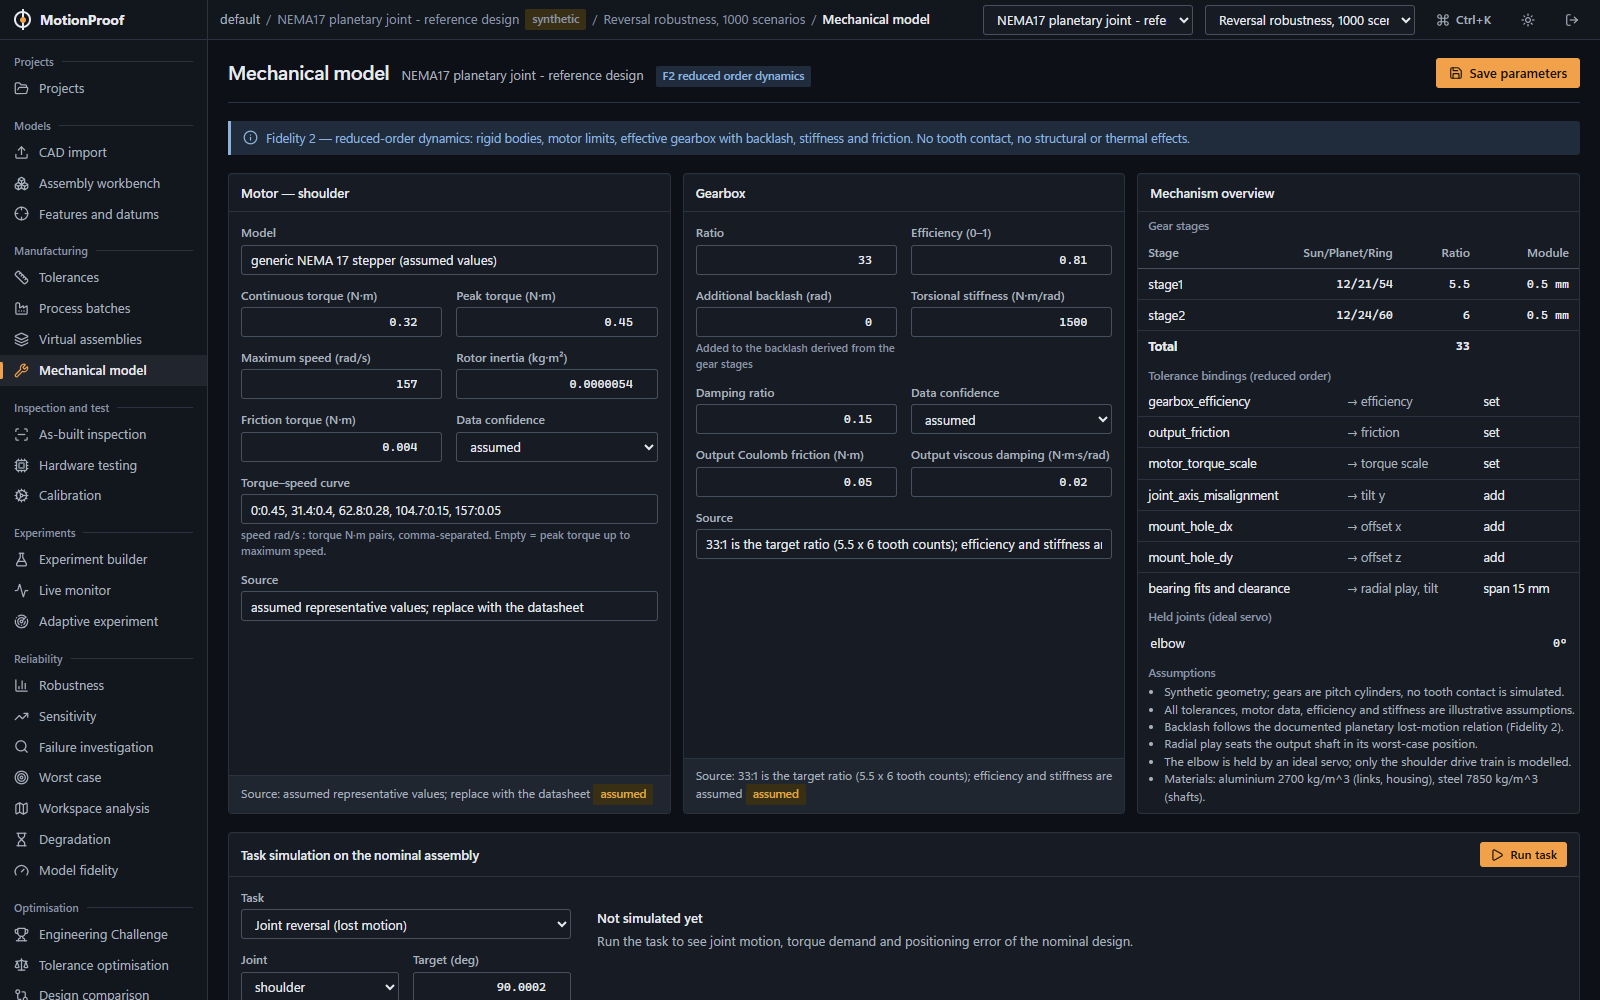 MotionProof
default / NEMA17 planetary joint - reference design synthetic / Reversal robustness, 1000 scenarios / Mechanical model
NEMA17 planetary joint - refe
Reversal robustness, 1000 scer
Ctrl+K
Projects
Projects
Models
CAD import
Assembly workbench
Features and datums
Manufacturing
Tolerances
Process batches
Virtual assemblies
Mechanical model
Inspection and test
As-built inspection
Hardware testing
Calibration
Experiments
Experiment builder
Live monitor
Adaptive experiment
Reliability
Robustness
Sensitivity
Failure investigation
Worst case
Workspace analysis
Degradation
Model fidelity
Optimisation
Engineering Challenge
Tolerance optimisation
Design comparison
Mechanical model NEMA17 planetary joint - reference design F2 reduced order dynamics
Save parameters
Fidelity 2 — reduced-order dynamics: rigid bodies, motor limits, effective gearbox with backlash, stiffness and friction. No tooth contact, no structural or thermal effects.
Motor — shoulder
Model
generic NEMA 17 stepper (assumed values)
Continuous torque (N·m) Peak torque (N·m)
0.32 0.45
Maximum speed (rad/s) Rotor inertia (kg·m²)
157 0.0000054
Friction torque (N·m) Data confidence
0.004 assumed
Torque–speed curve
0:0.45, 31.4:0.4, 62.8:0.28, 104.7:0.15, 157:0.05
speed rad/s : torque N·m pairs, comma-separated. Empty = peak torque up to
maximum speed.
Source
assumed representative values; replace with the datasheet
Source: assumed representative values; replace with the datasheet assumed
Gearbox
Ratio Efficiency (0–1)
33 0.81
Additional backlash (rad) Torsional stiffness (N·m/rad)
0 1500
Added to the backlash derived from the
gear stages
Damping ratio Data confidence
0.15 assumed
Output Coulomb friction (N·m) Output viscous damping (N·m·s/rad)
0.05 0.02
Source
33:1 is the target ratio (5.5 x 6 tooth counts); efficiency and stiffness ar
Source: 33:1 is the target ratio (5.5 x 6 tooth counts); efficiency and stiffness are
assumed assumed
Mechanism overview
Gear stages
Stage Sun/Planet/Ring Ratio Module
stage1 12/21/54 5.5 0.5 mm
stage2 12/24/60 6 0.5 mm
Total 33
Tolerance bindings (reduced order)
gearbox_efficiency → efficiency set
output_friction → friction set
motor_torque_scale → torque scale set
joint_axis_misalignment → tilt y add
mount_hole_dx → offset x add
mount_hole_dy → offset z add
bearing fits and clearance → radial play, tilt span 15 mm
Held joints (ideal servo)
elbow 0°
Assumptions
• Synthetic geometry; gears are pitch cylinders, no tooth contact is simulated.
• All tolerances, motor data, efficiency and stiffness are illustrative assumptions.
• Backlash follows the documented planetary lost-motion relation (Fidelity 2).
• Radial play seats the output shaft in its worst-case position.
• The elbow is held by an ideal servo; only the shoulder drive train is modelled.
• Materials: aluminium 2700 kg/m^3 (links, housing), steel 7850 kg/m^3
(shafts).
Task simulation on the nominal assembly
Run task
Task
Joint reversal (lost motion)
Joint Target (deg)
shoulder 90.0002
Not simulated yet
Run the task to see joint motion, torque demand and positioning error of the nominal design.